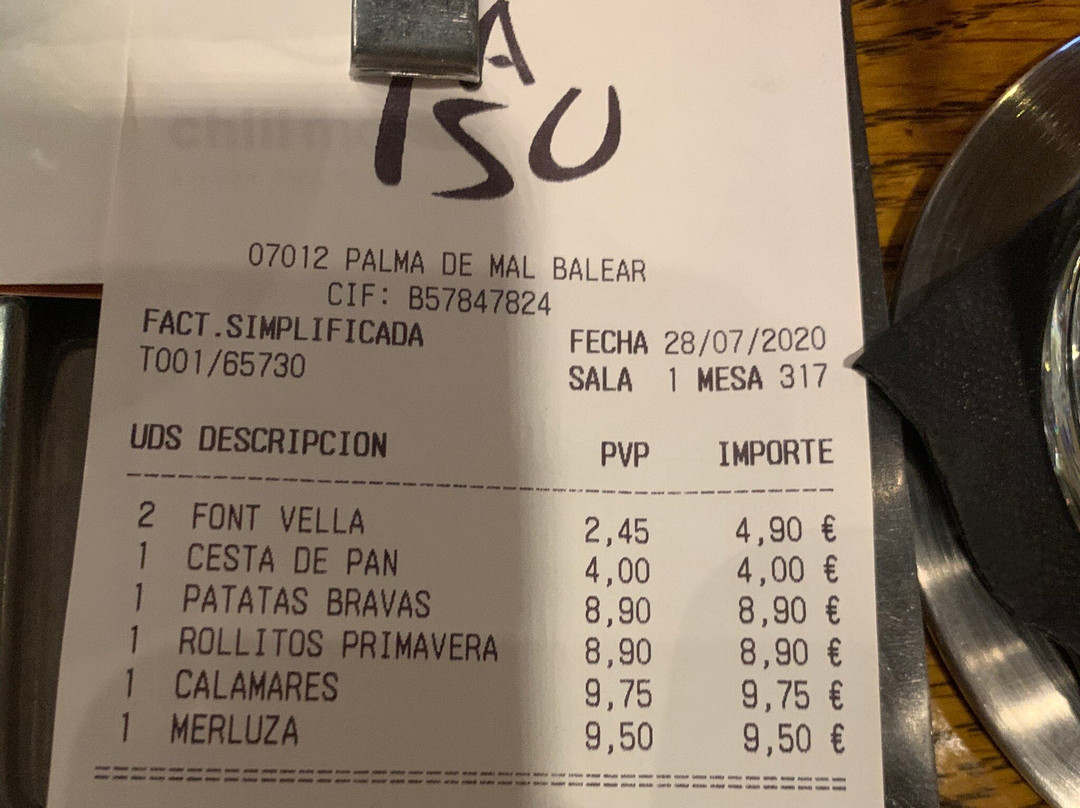 A
ISU
07012 PALMA DE MAL BALEAR
CIF: B57847824
FACT.SIMPLIFICADA FECHA 28/07/2020
T001/65730 SALA 1 MESA 317
UDS DESCRIPCION PVP IMPORTE
2 FONT VELLA 2,45 4,90 €
1 CESTA DE PAN 4,00 4,00 €
1 PATATAS BRAVAS 8,90 8,90 €
1 ROLLITOS PRIMAVERA 8,90 8,90 €
1 CALAMARES 9,75 9,75 €
1 MERLUZA 9,50 9,50 €